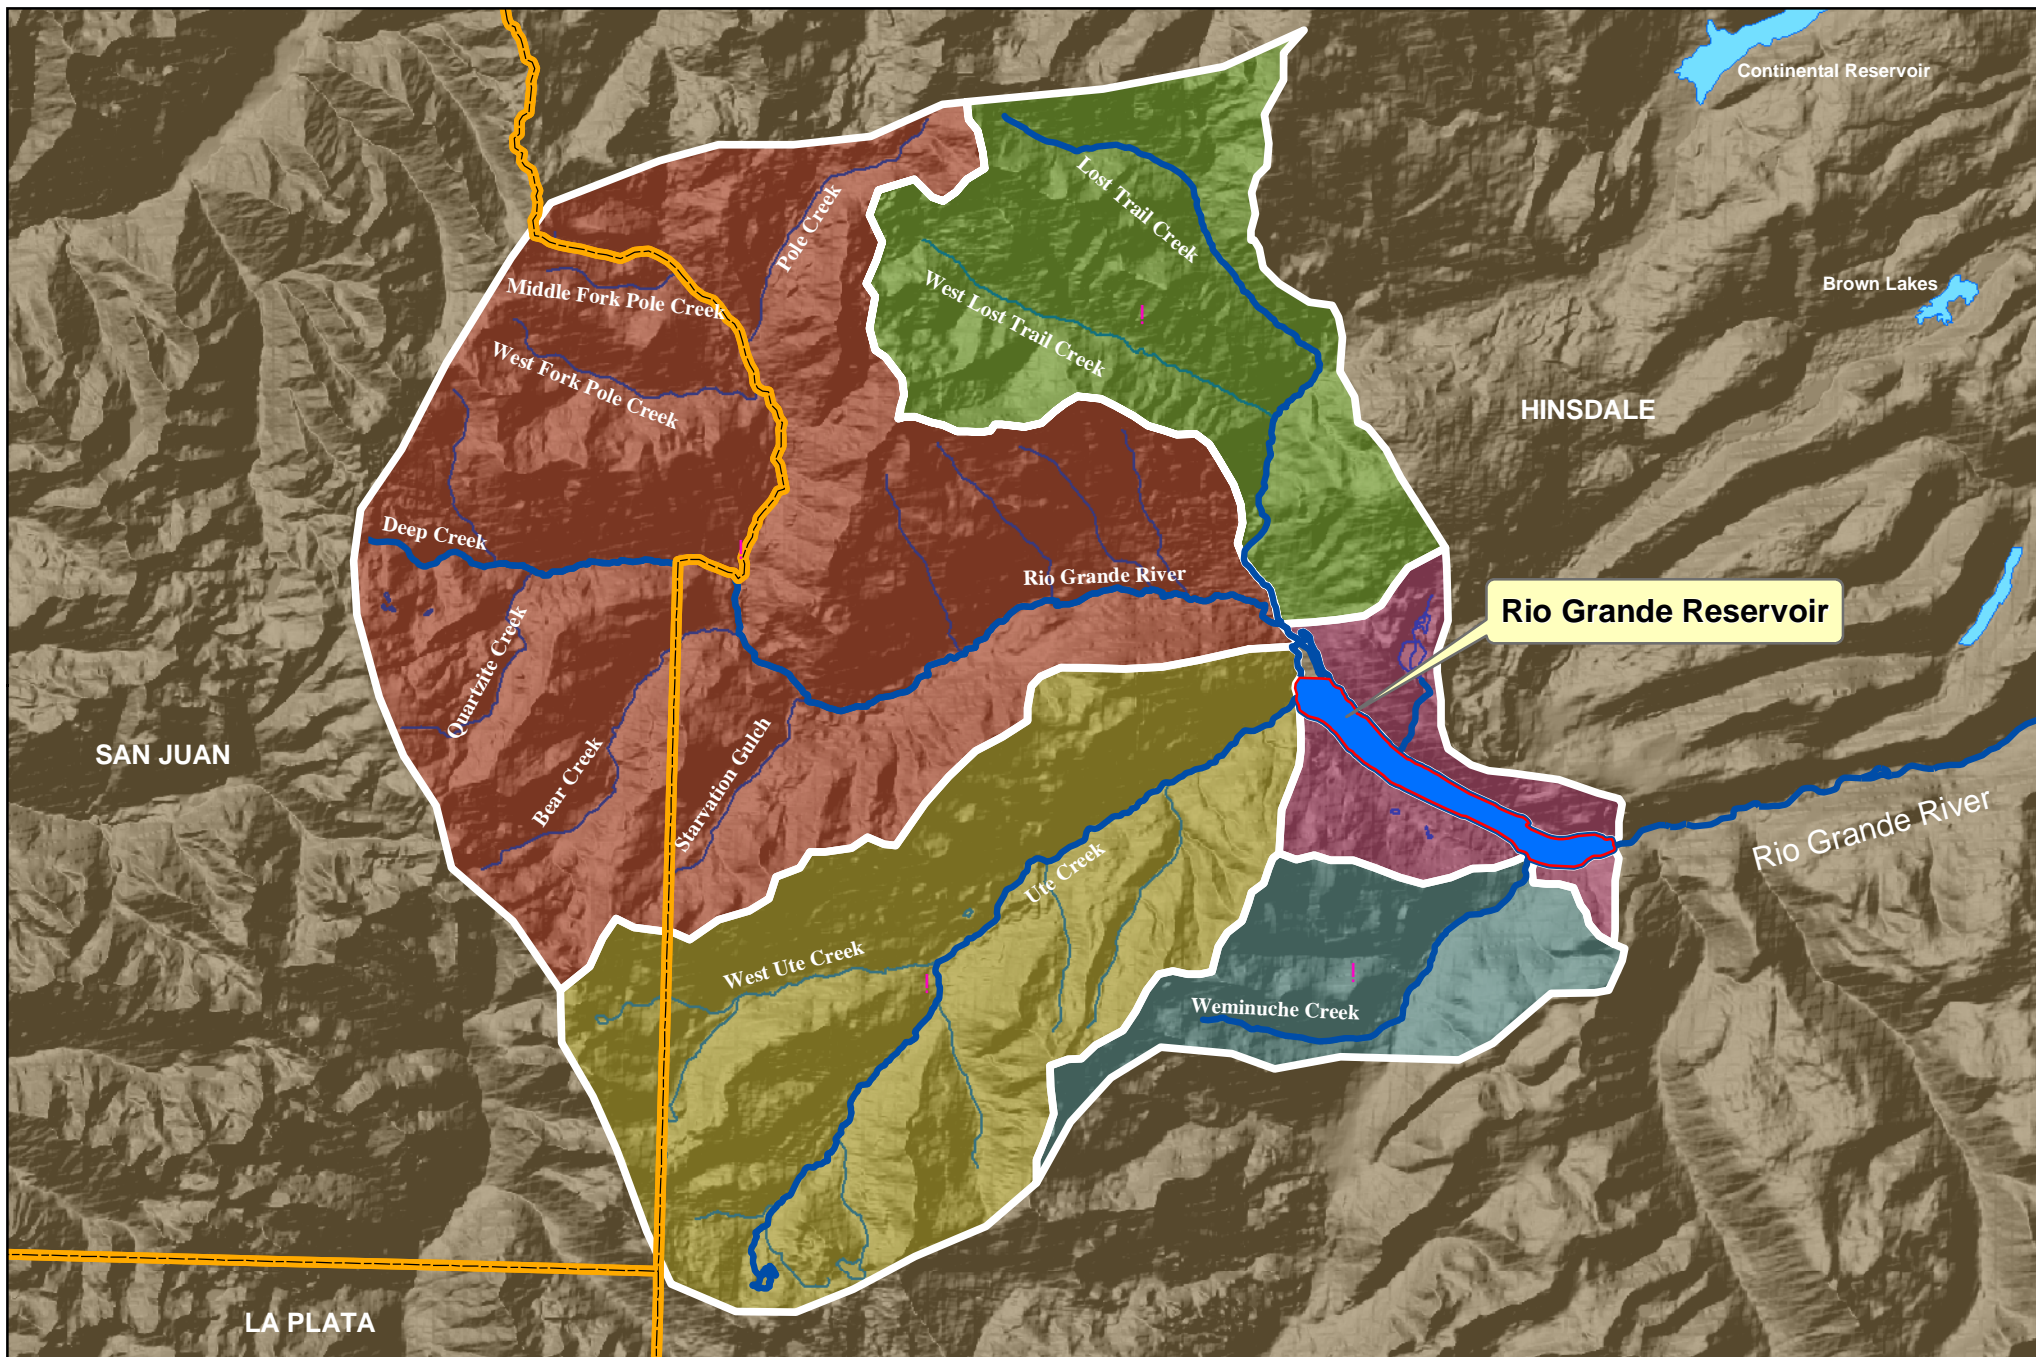 Continental Reservoir
Lost Trail Creek
Pole Creek
Brown Lakes
Middle Fork Pole Creek
West Lost Trail Creek
West Fork Pole Creek
HINSDALE
Deep Creek
Rio Grande River
Rio Grande Reservoir
Quartzite Creek
SAN JUAN
Bear Creek
Starvation Gulch
Rio Grande River
Ute Creek
West Ute Creek
Weminuche Creek
LA PLATA